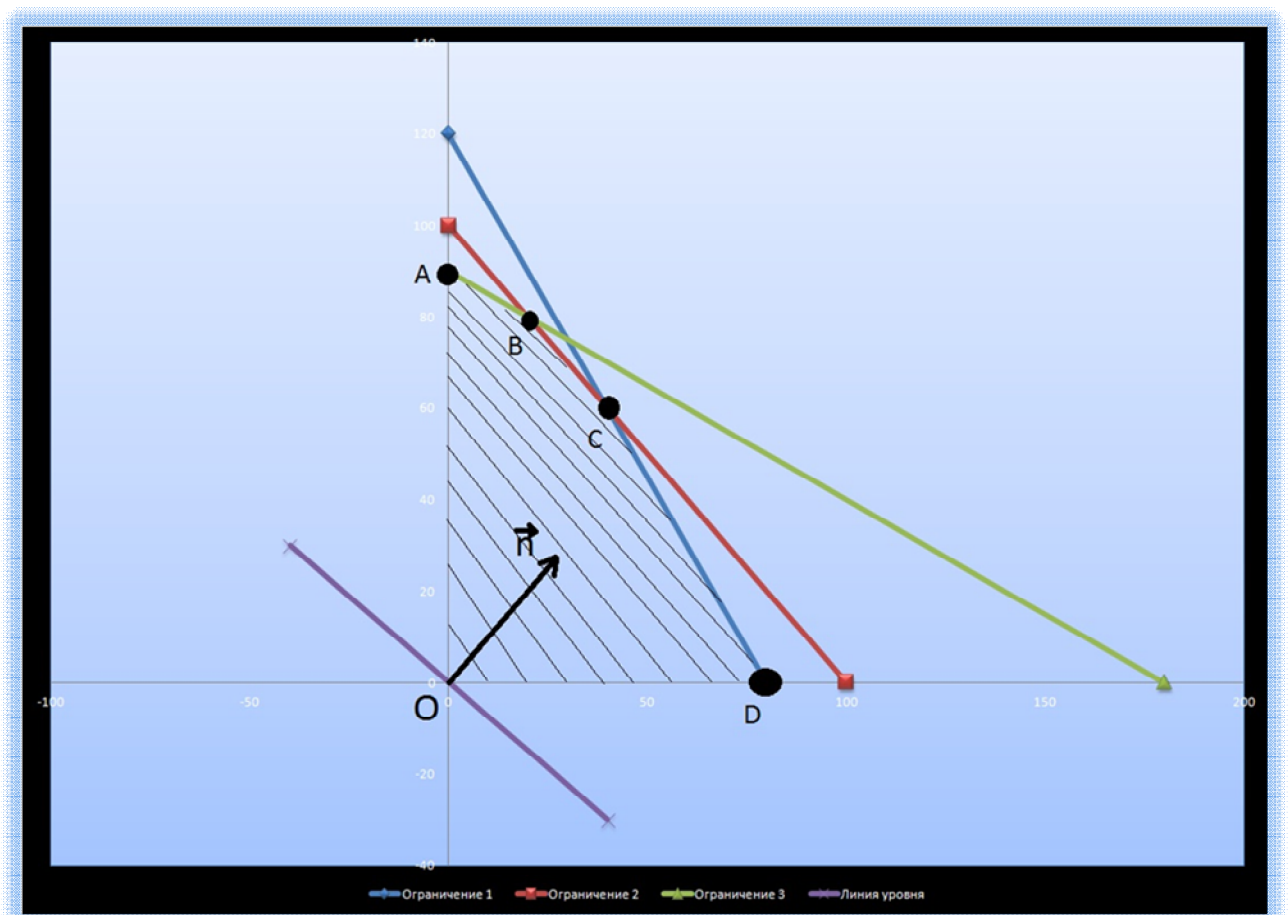 140
120
100
A
80
B
60
C
40
n
20
O
0
-100
-50
0
50
100
150
200
D
-20
-40
Ограничение 1
Ограничение 2
Ограничение 3
Линия уровня